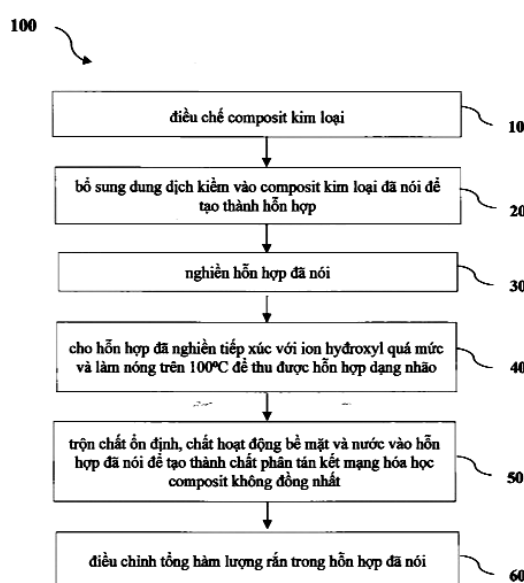 100
điều chế composit kim loại
10
bổ sung dung dịch kiềm vào composit kim loại đã nói để
tạo thành hỗn hợp
20
nghiền hỗn hợp đã nói
30
cho hỗn hợp đã nghiền tiếp xúc với ion hyđroxyl quá mức
và làm nóng trên 100ºC để thu được hỗn hợp dạng nhão
40
trộn chất ổn định, chất hoạt động bề mặt và nước vào hỗn
hợp đã nói để tạo thành chất phân tán kết mạng hóa học
composit không đồng nhất
50
điều chỉnh tổng hàm lượng rắn trong hỗn hợp đã nói
60